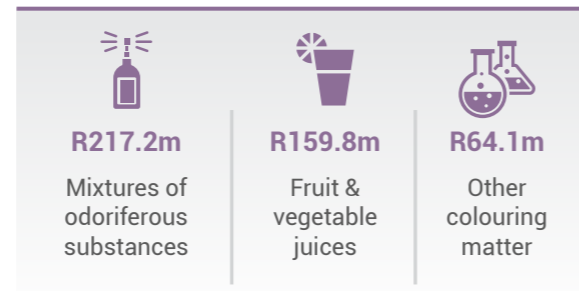 R217.2m
Mixtures of
odoriferous
substances
R159.8m
Fruit &
vegetable
juices
R64.1m
Other
colouring
matter